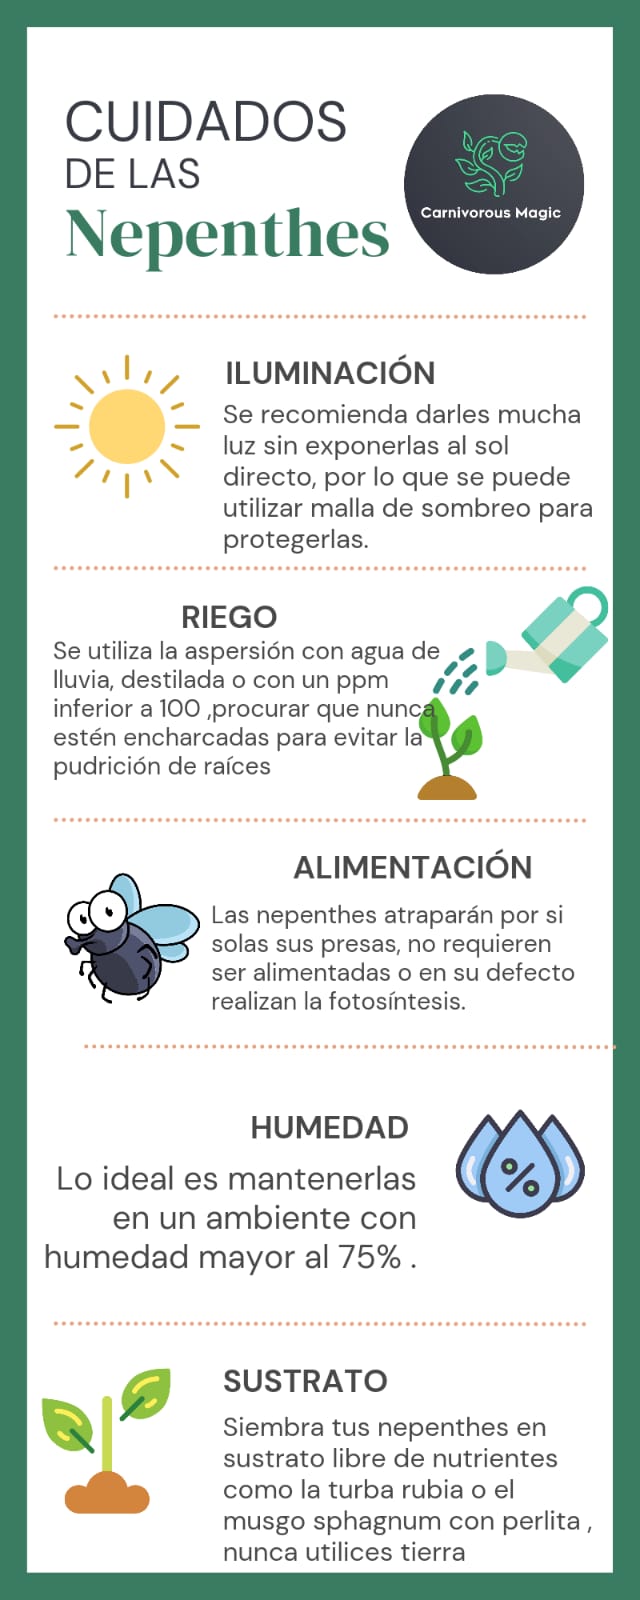 CUIDADOS
DE LAS
Nepenthes
Carnivorous Magic
ILUMINACIÓN
Se recomienda darles mucha
luz sin exponerlas al sol
directo, por lo que se puede
utilizar malla de sombreo para
protegerlas.
RIEGO
Se utiliza la aspersión con agua de
lluvia, destilada o con un ppm
inferior a 100 ,procurar que nunca
estén encharcadas para evitar la
pudrición de raíces
ALIMENTACIÓN
Las nepenthes atraparán por si
solas sus presas, no requieren
ser alimentadas o en su defecto
realizan la fotosíntesis.
HUMEDAD
Lo ideal es mantenerlas
en un ambiente con
humedad mayor al 75% .
%
SUSTRATO
Siembra tus nepenthes en
sustrato libre de nutrientes
como la turba rubia o el
musgo sphagnum con perlita ,
nunca utilices tierra